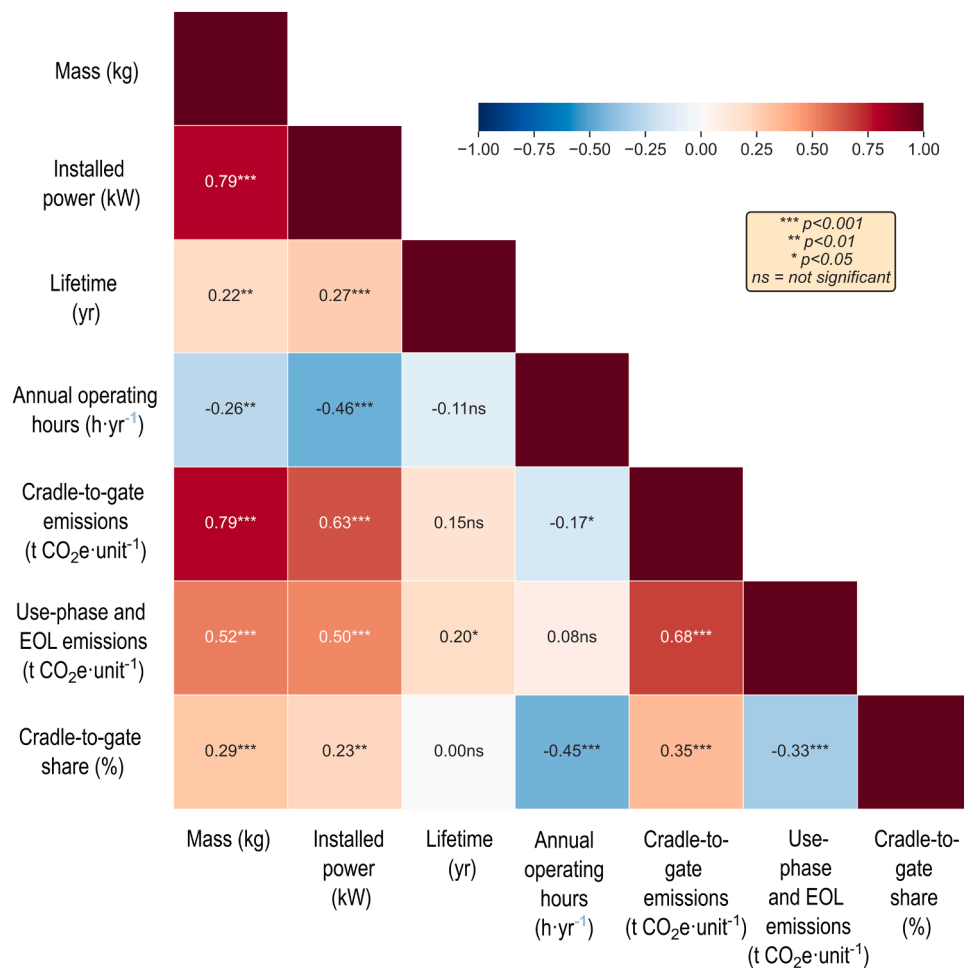 Mass (kg)
−1.00 −0.75 −0.50 −0.25 0.00 0.25 0.50 0.75 1.00
Installed
power (kW)
0.79***
*** p<0.001
** p<0.01
* p<0.05
ns = not significant
Lifetime
(yr)
0.22** 0.27***
Annual operating
hours (h·yr⁻¹)
-0.26** -0.46*** -0.11ns
Cradle-to-gate
emissions
(t CO₂e·unit⁻¹)
0.79*** 0.63*** 0.15ns -0.17*
Use-phase and
EOL emissions
(t CO₂e·unit⁻¹)
0.52*** 0.50*** 0.20* 0.08ns 0.68***
Cradle-to-gate
share (%)
0.29*** 0.23** 0.00ns -0.45*** 0.35*** -0.33***
Mass (kg)
Installed
power
(kW)
Lifetime
(yr)
Annual
operating
hours
(h·yr⁻¹)
Cradle-to-
gate
emissions
(t CO₂e·unit⁻¹)
Use-
phase
and EOL
emissions
(t CO₂e·unit⁻¹)
Cradle-to-
gate
share
(%)